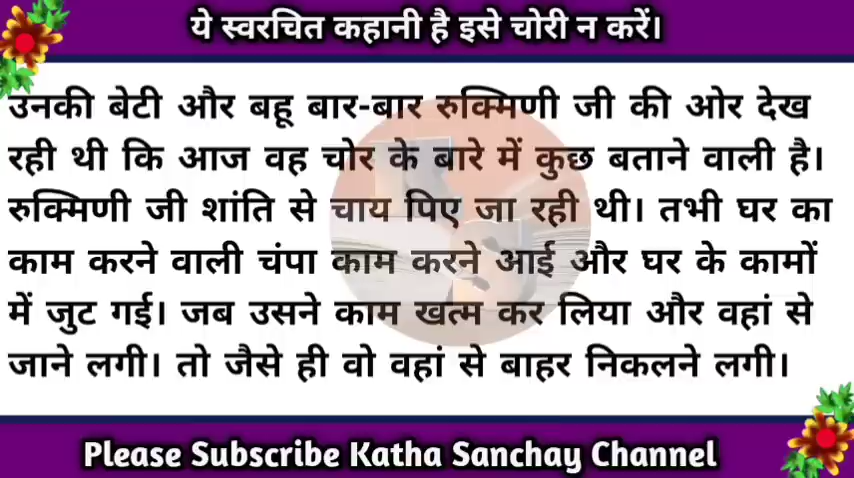 ये स्वरचित कहानी है इसे चोरी न करें।
उनकी बेटी और बहू बार-बार रुक्मिणी जी की ओर देख
रही थी कि आज वह चोर के बारे में कुछ बताने वाली है।
रुक्मिणी जी शांति से चाय पिए जा रही थी। तभी घर का
काम करने वाली चंपा काम करने आई और घर के कामों
में जुट गई। जब उसने काम खत्म कर लिया और वहां से
जाने लगी। तो जैसे ही वो वहां से बाहर निकलने लगी।
Please Subscribe Katha Sanchay Channel